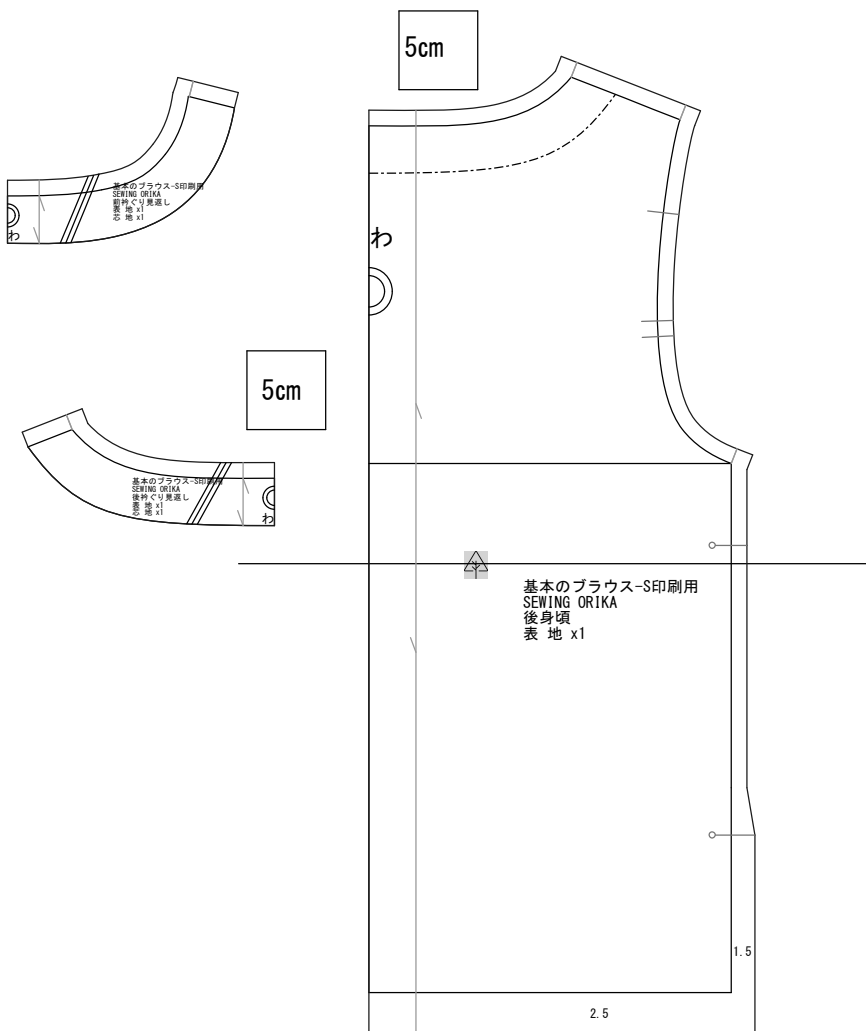 5cm
基本のブラウス-S印刷用
SEWING ORIKA
前衿ぐり見返し
表 地 x1
芯 地 x1
わ
わ
5cm
基本のブラウス-S印刷用
SEWING ORIKA
後衿ぐり見返し
表 地 x1
芯 地 x1
わ
基本のブラウス-S印刷用
SEWING ORIKA
後身頃
表 地 x1
1.5
2.5